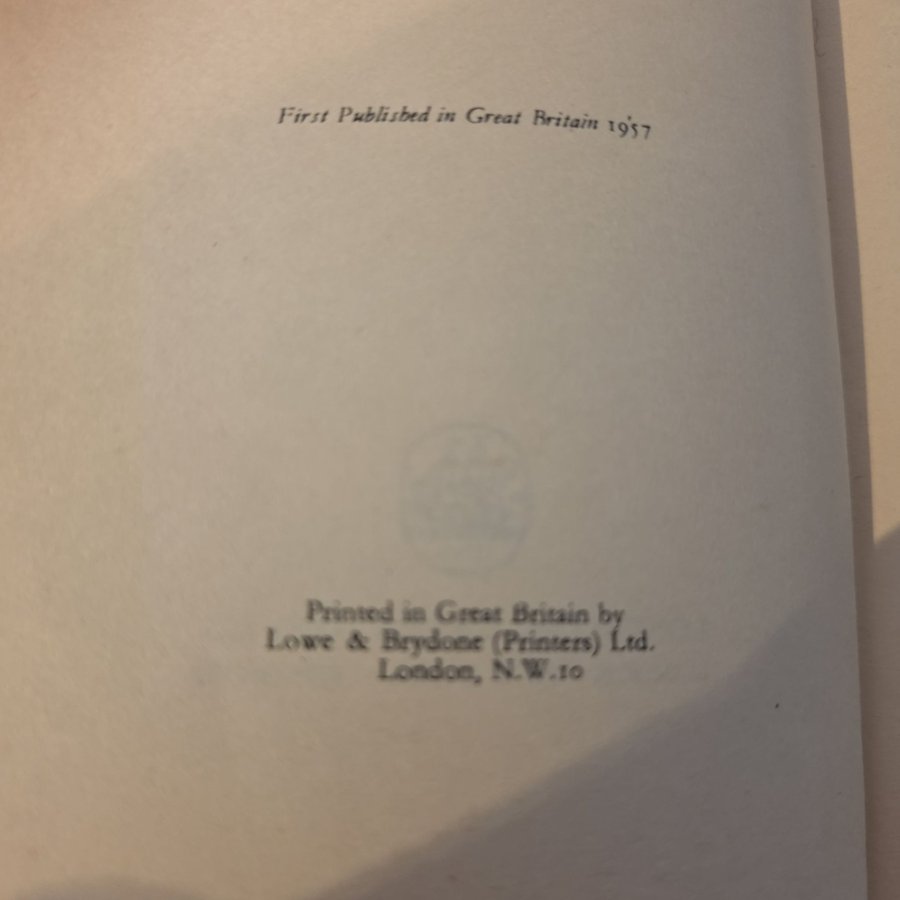 First Published in Great Britain 1957
Printed in Great Britain by
Lowe & Brydone (Printers) Ltd.
London, N.W.10